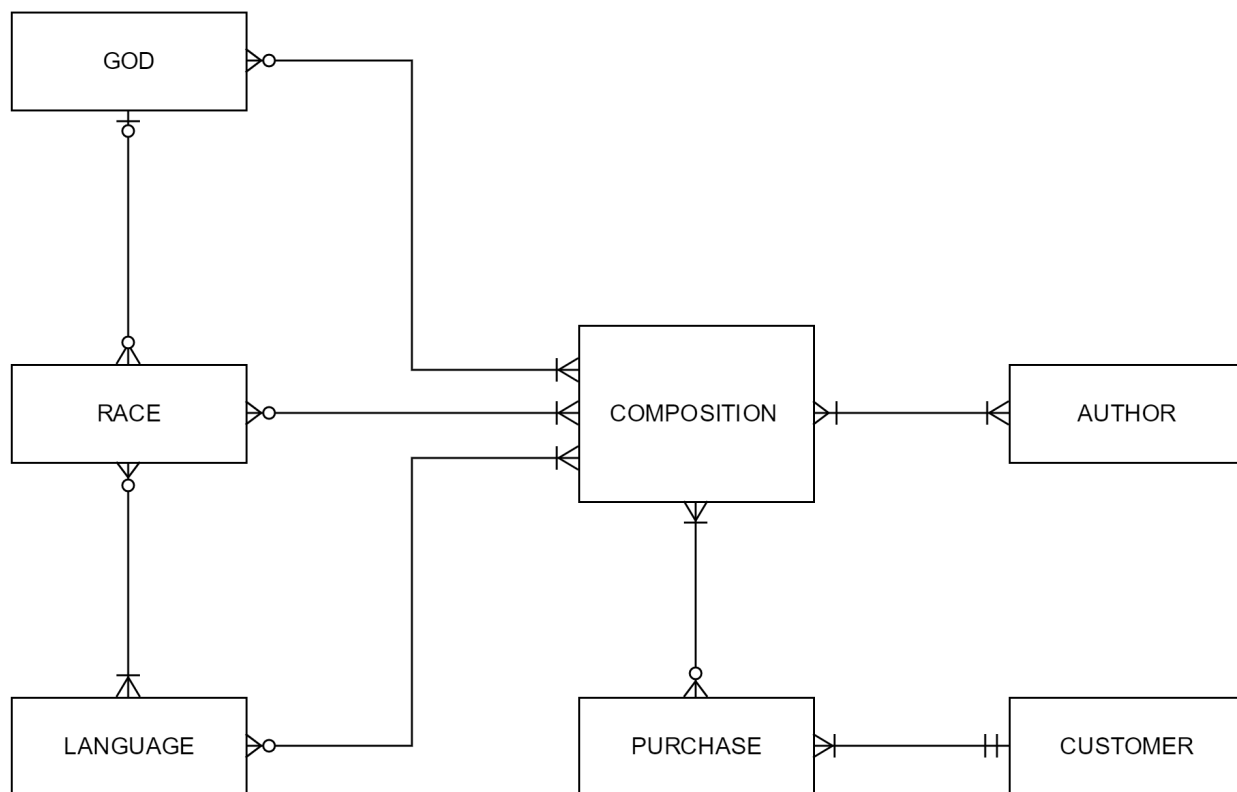 GOD
RACE
COMPOSITION
AUTHOR
LANGUAGE
PURCHASE
CUSTOMER